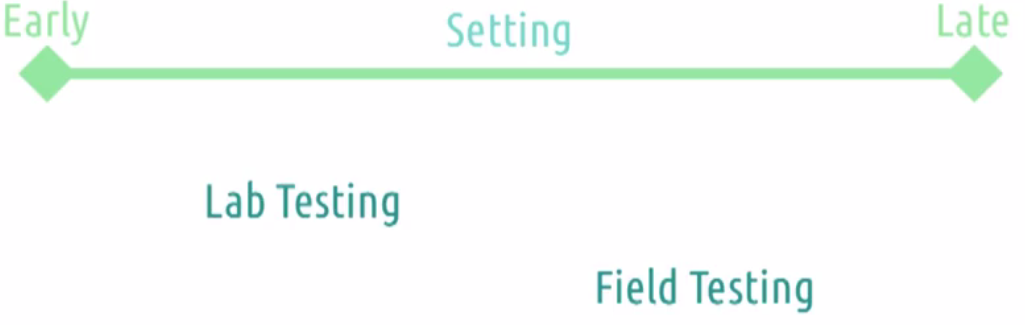 Early
Setting
Late
Lab Testing
Field Testing